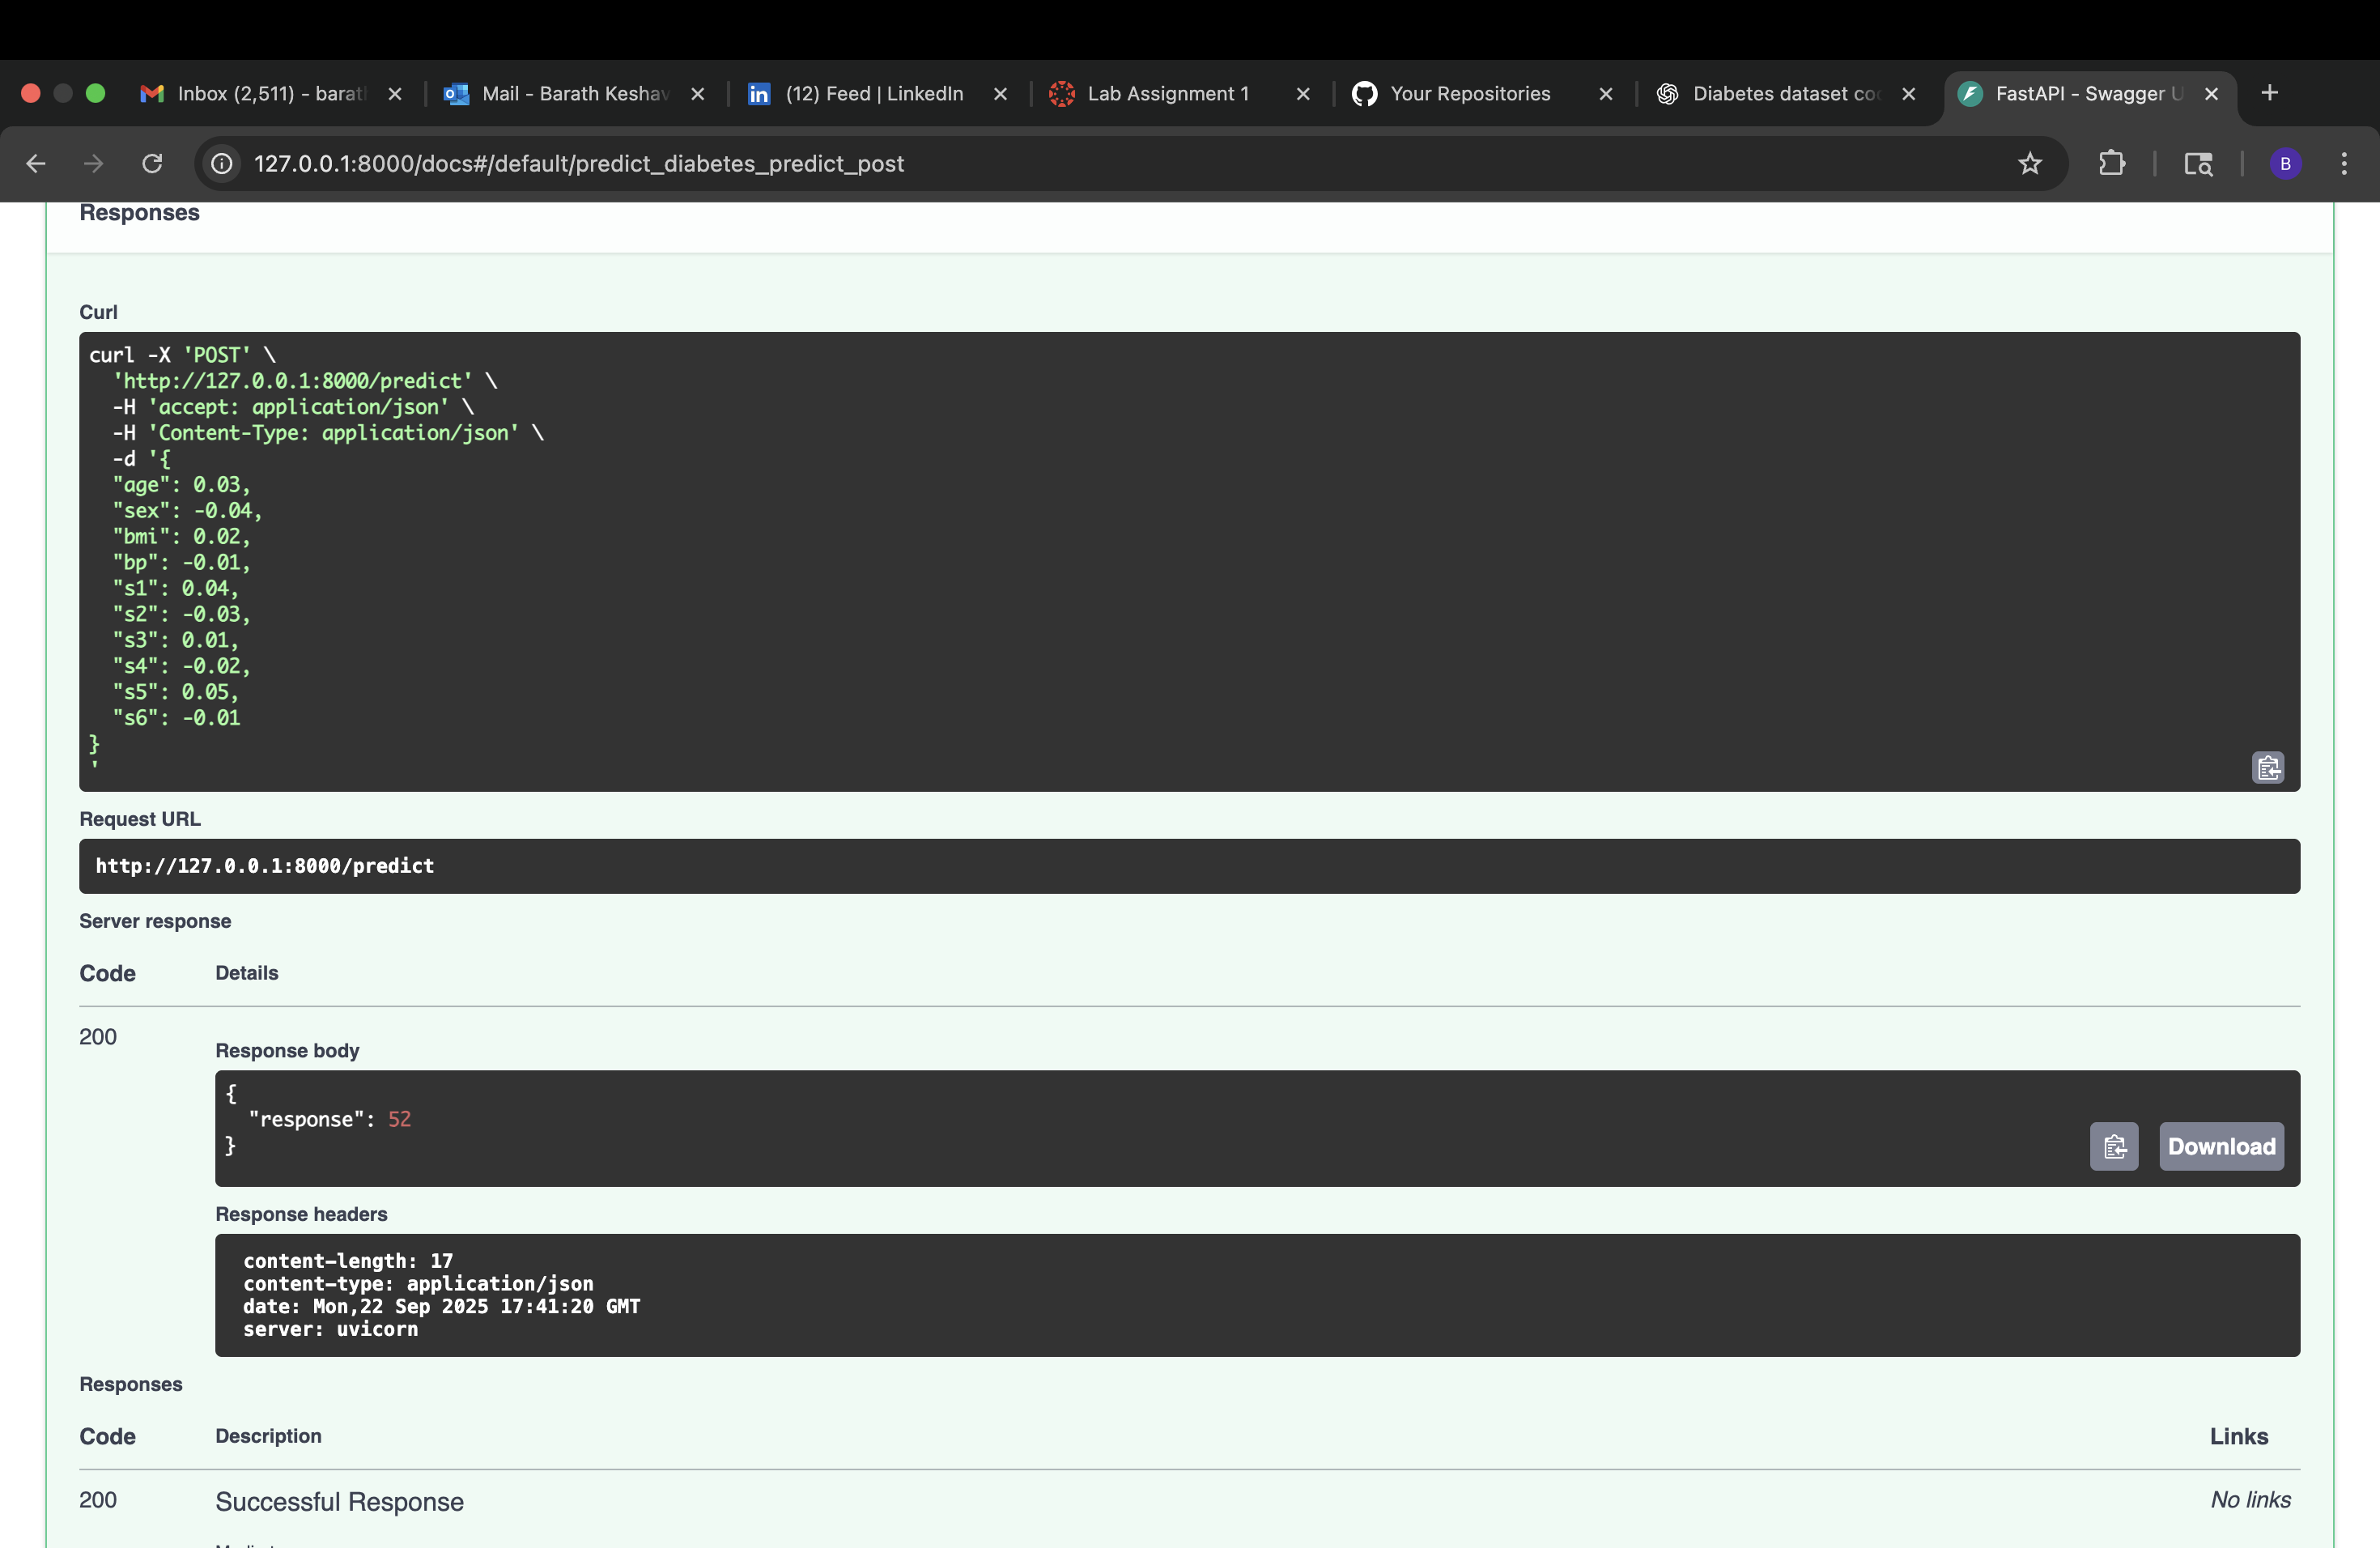 Inbox (2,511) - barat
Mail - Barath Keshav
(12) Feed | LinkedIn
Lab Assignment 1
Your Repositories
Diabetes dataset co
FastAPI - Swagger U
127.0.0.1:8000/docs#/default/predict_diabetes_predict_post
B
Responses
Curl
curl -X 'POST' \
'http://127.0.0.1:8000/predict' \
-H 'accept: application/json' \
-H 'Content-Type: application/json' \
-d '{
"age": 0.03,
"sex": -0.04,
"bmi": 0.02,
"bp": -0.01,
"s1": 0.04,
"s2": -0.03,
"s3": 0.01,
"s4": -0.02,
"s5": 0.05,
"s6": -0.01
}
'
Request URL
http://127.0.0.1:8000/predict
Server response
Code Details
200
Response body
{
"response": 52
}
Download
Response headers
content-length: 17
content-type: application/json
date: Mon,22 Sep 2025 17:41:20 GMT
server: uvicorn
Responses
Code Description Links
200 Successful Response No links